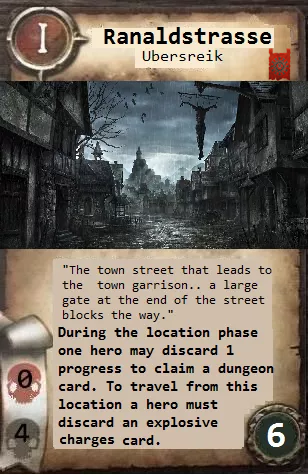 I
Ranaldstrasse
Ubersreik
"The town street that leads to
the town garrison.. a large
gate at the end of the street
blocks the way."
During the location phase
one hero may discard 1
progress to claim a dungeon
card. To travel from this
location a hero must
discard an explosive
charges card.
0
4
6